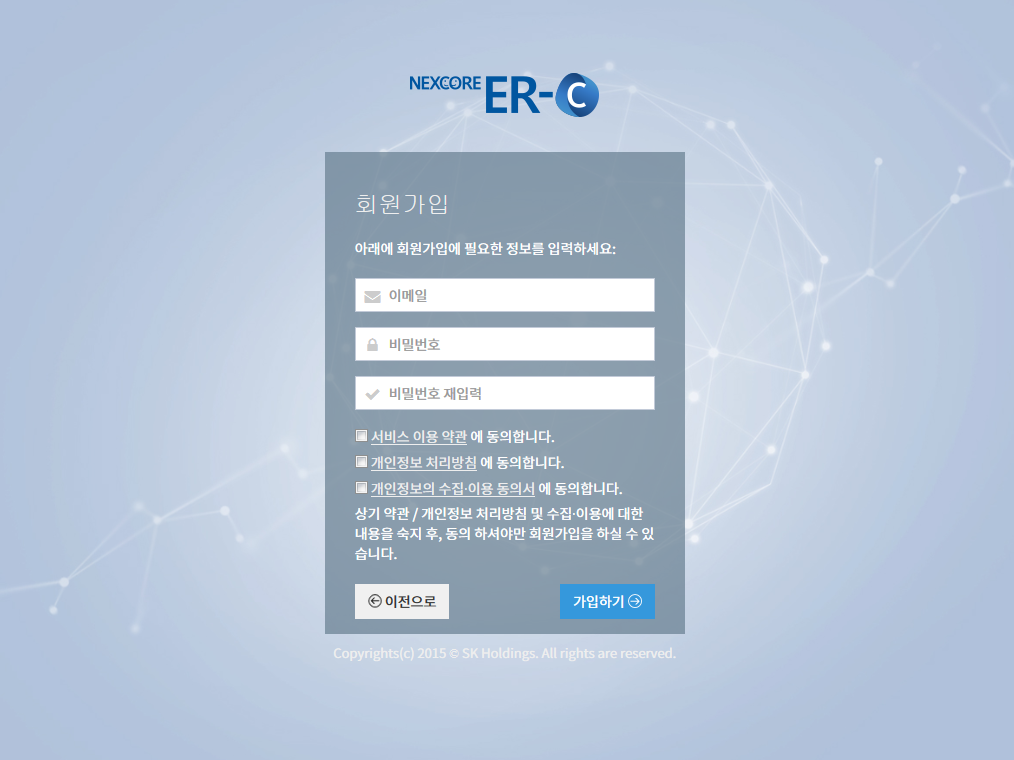 NEXCORE ER-C
회원가입
아래에 회원가입에 필요한 정보를 입력하세요:
이메일
비밀번호
비밀번호 재입력
서비스 이용 약관 에 동의합니다.
개인정보 처리방침 에 동의합니다.
개인정보의 수집·이용 동의서 에 동의합니다.
상기 약관 / 개인정보 처리방침 및 수집·이용에 대한
내용을 숙지 후, 동의 하셔야만 회원가입을 하실 수 있
습니다.
이전으로
가입하기
Copyrights(c) 2015 © SK Holdings. All rights are reserved.